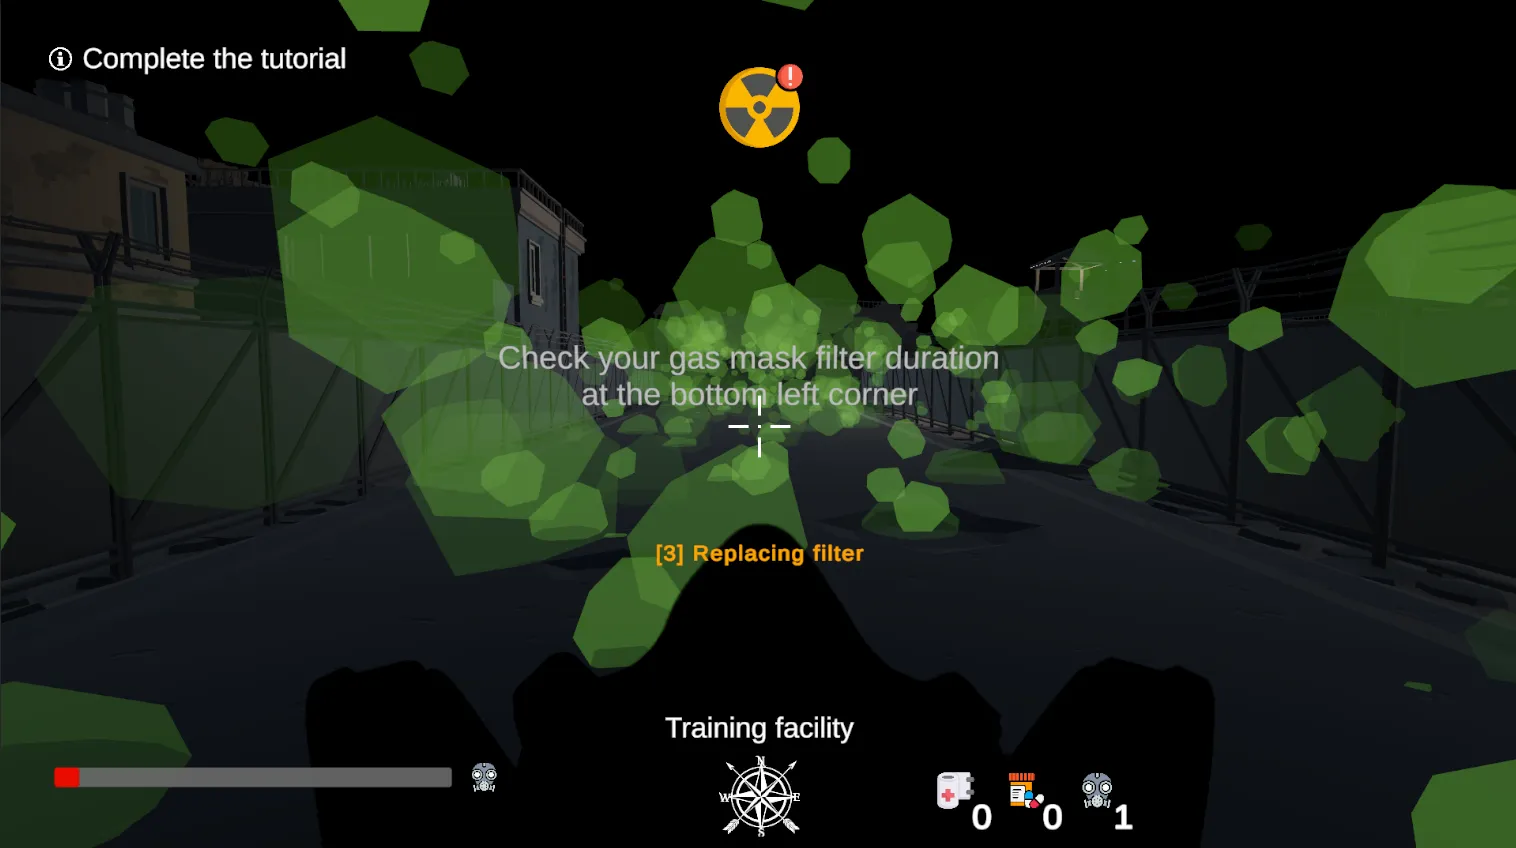 Complete the tutorial
Check your gas mask filter duration
at the bottom left corner
[3] Replacing filter
Training facility
N
W E
S
0 0 1